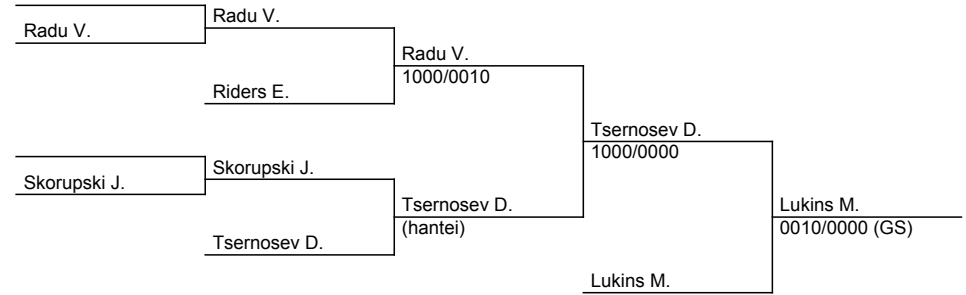 Radu V.
Radu V.
Radu V.
1000/0010
Riders E.
Tsernosev D.
1000/0000
Skorupski J.
Skorupski J.
Tsernosev D.
(hantei)
Lukins M.
0010/0000 (GS)
Tsernosev D.
Lukins M.